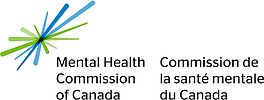 Mental Health
Commission
of Canada
Commission de
la santé mentale
du Canada